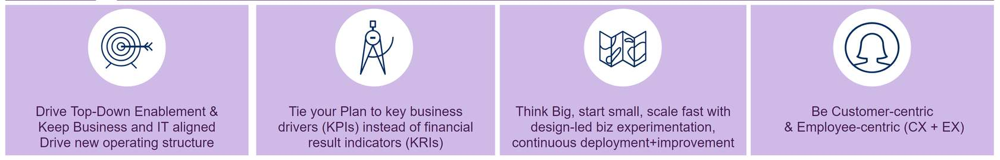 Drive Top-Down Enablement &
Keep Business and IT aligned
Drive new operating structure
Tie your Plan to key business
drivers (KPIs) instead of financial
result indicators (KRIs)
Think Big, start small, scale fast with
design-led biz experimentation,
continuous deployment+improvement
Be Customer-centric
& Employee-centric (CX + EX)